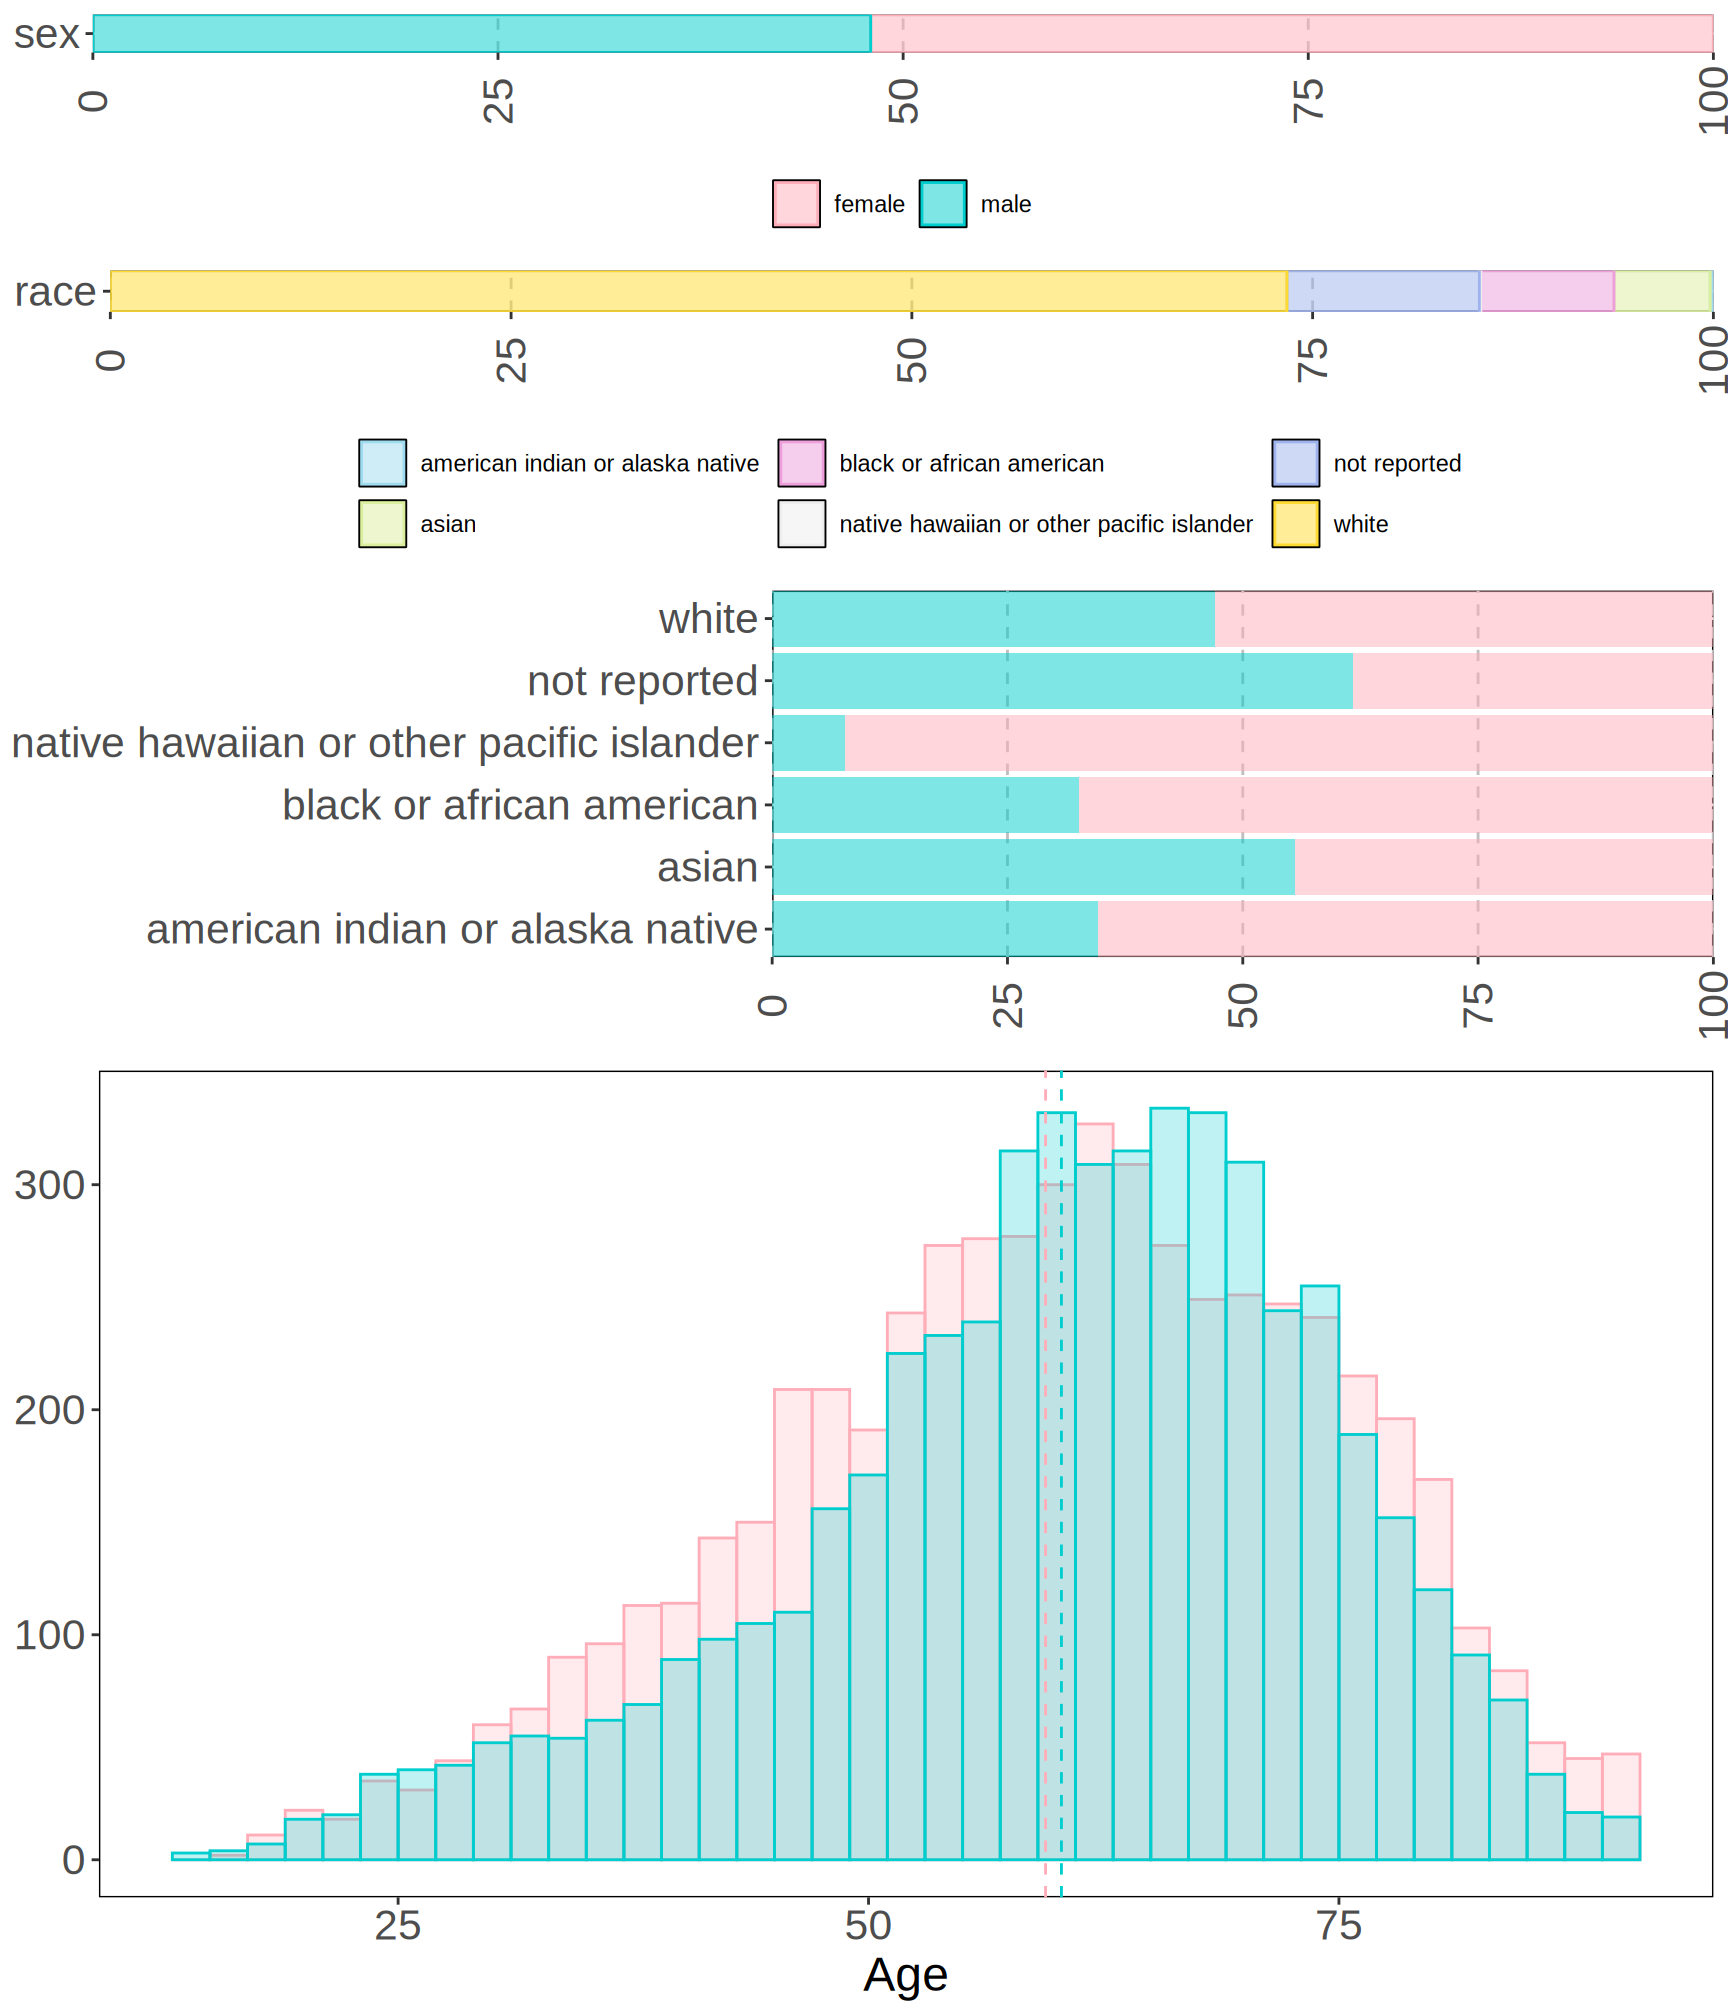 sex
0 25 50 75 100
female male
race
0 25 50 75 100
american indian or alaska native black or african american not reported
asian native hawaiian or other pacific islander white
white
not reported
native hawaiian or other pacific islander
black or african american
asian
american indian or alaska native
0 25 50 75 100
300
200
100
0
25 50 75
Age